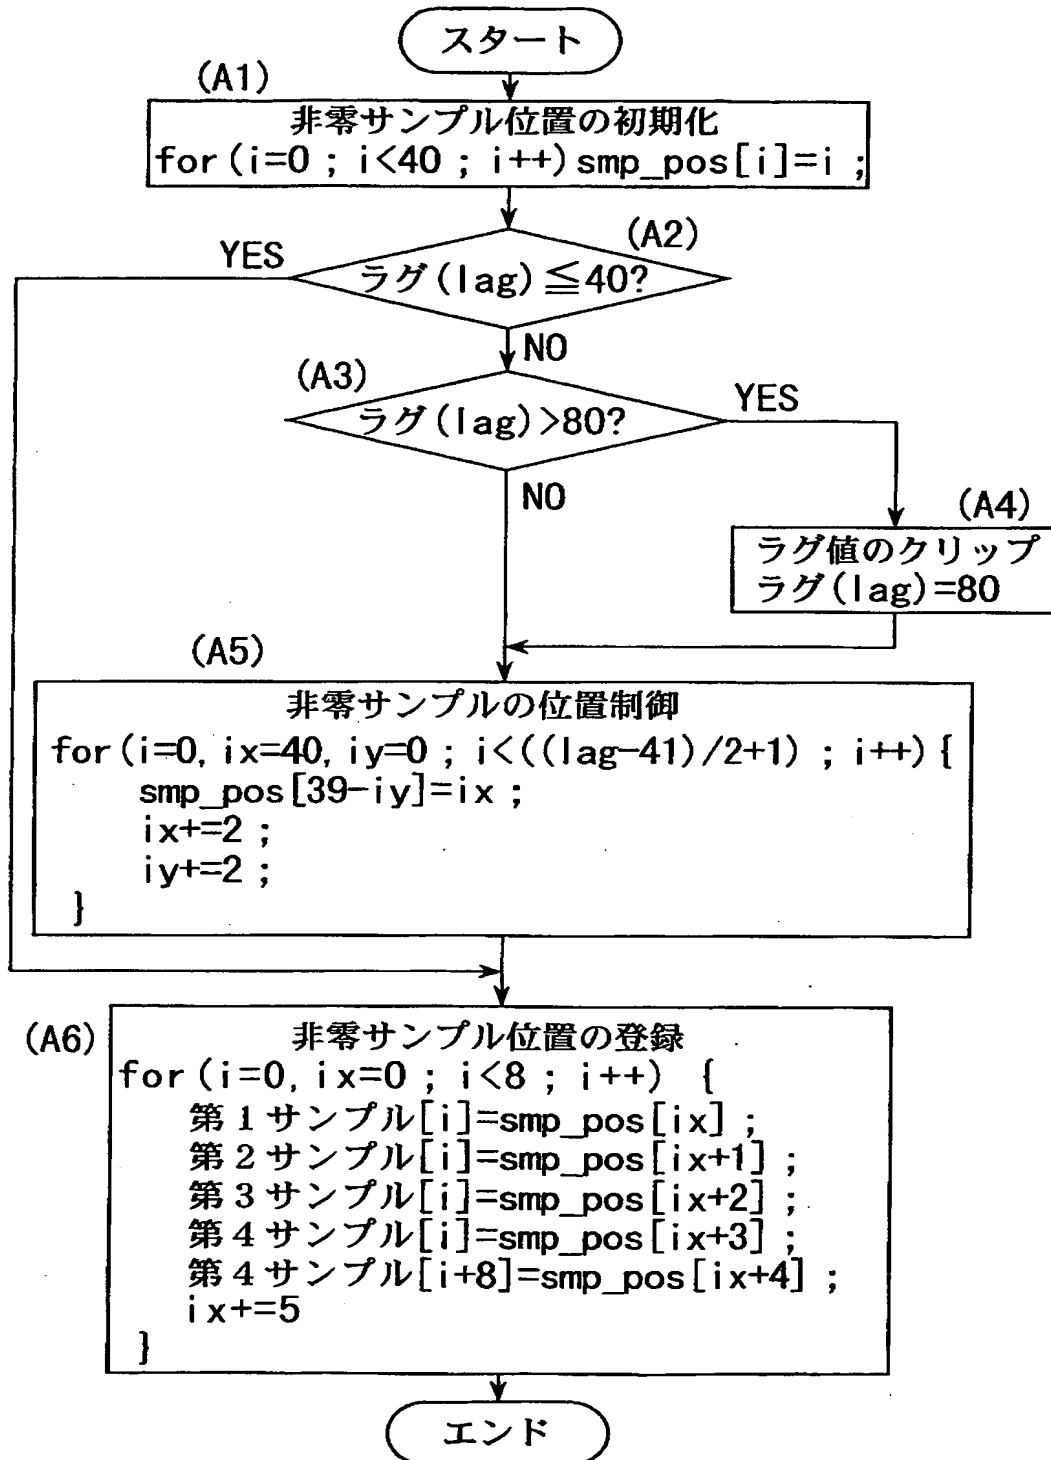 スタート
(A1)
非零サンプル位置の初期化
for(i=0 ; i<40 ; i++)smp_pos[i]=i ;
(A2)
YES
ラグ(lag)≦40?
NO
(A3)
YES
ラグ(lag)>80?
NO
(A4)
ラグ値のクリップ
ラグ(lag)=80
(A5)
非零サンプルの位置制御
for(i=0, ix=40, iy=0 ; i<((lag-41)/2+1) ; i++){
smp_pos[39-iy]=ix ;
ix+=2 ;
iy+=2 ;
}
(A6)
非零サンプル位置の登録
for(i=0, ix=0 ; i<8 ; i++) {
第1サンプル[i]=smp_pos[ix] ;
第2サンプル[i]=smp_pos[ix+1] ;
第3サンプル[i]=smp_pos[ix+2] ;
第4サンプル[i]=smp_pos[ix+3] ;
第4サンプル[i+8]=smp_pos[ix+4] ;
ix+=5
}
エンド